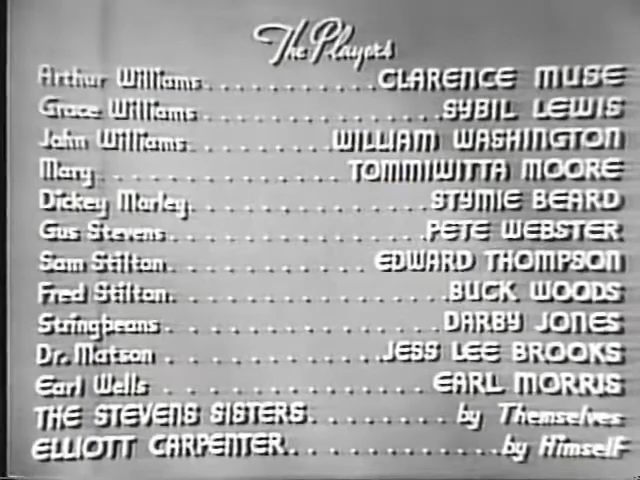 The Players
Arthur Williams. . . . . . . . . . . .CLARENCE MUSE
Grace Williams. . . . . . . . . . . . . . . . .SYBIL LEWIS
John Williams. . . . . . . . . .WILLIAM WASHINGTON
Mary. . . . . . . . . . . . . . . . .TOMMIWITTA MOORE
Dickey Morley. . . . . . . . . . . . . . . .STYMIE BEARD
Gus Stevens. . . . . . . . . . . . . . . . .PETE WEBSTER
Sam Stilton. . . . . . . . . . . . . EDWARD THOMPSON
Fred Stilton. . . . . . . . . . . . . . . . . .BUCK WOODS
Stringbeans . . . . . . . . . . . . . . . . . DARBY JONES
Dr. Matson . . . . . . . . . . . . . .JESS LEE BROOKS
Earl Wells . . . . . . . . . . . . . . . . . EARL MORRIS
THE STEVENS SISTERS. . . . . . . . . by Themselves
ELLIOTT CARPENTER. . . . . . . . . . . . .by Himself